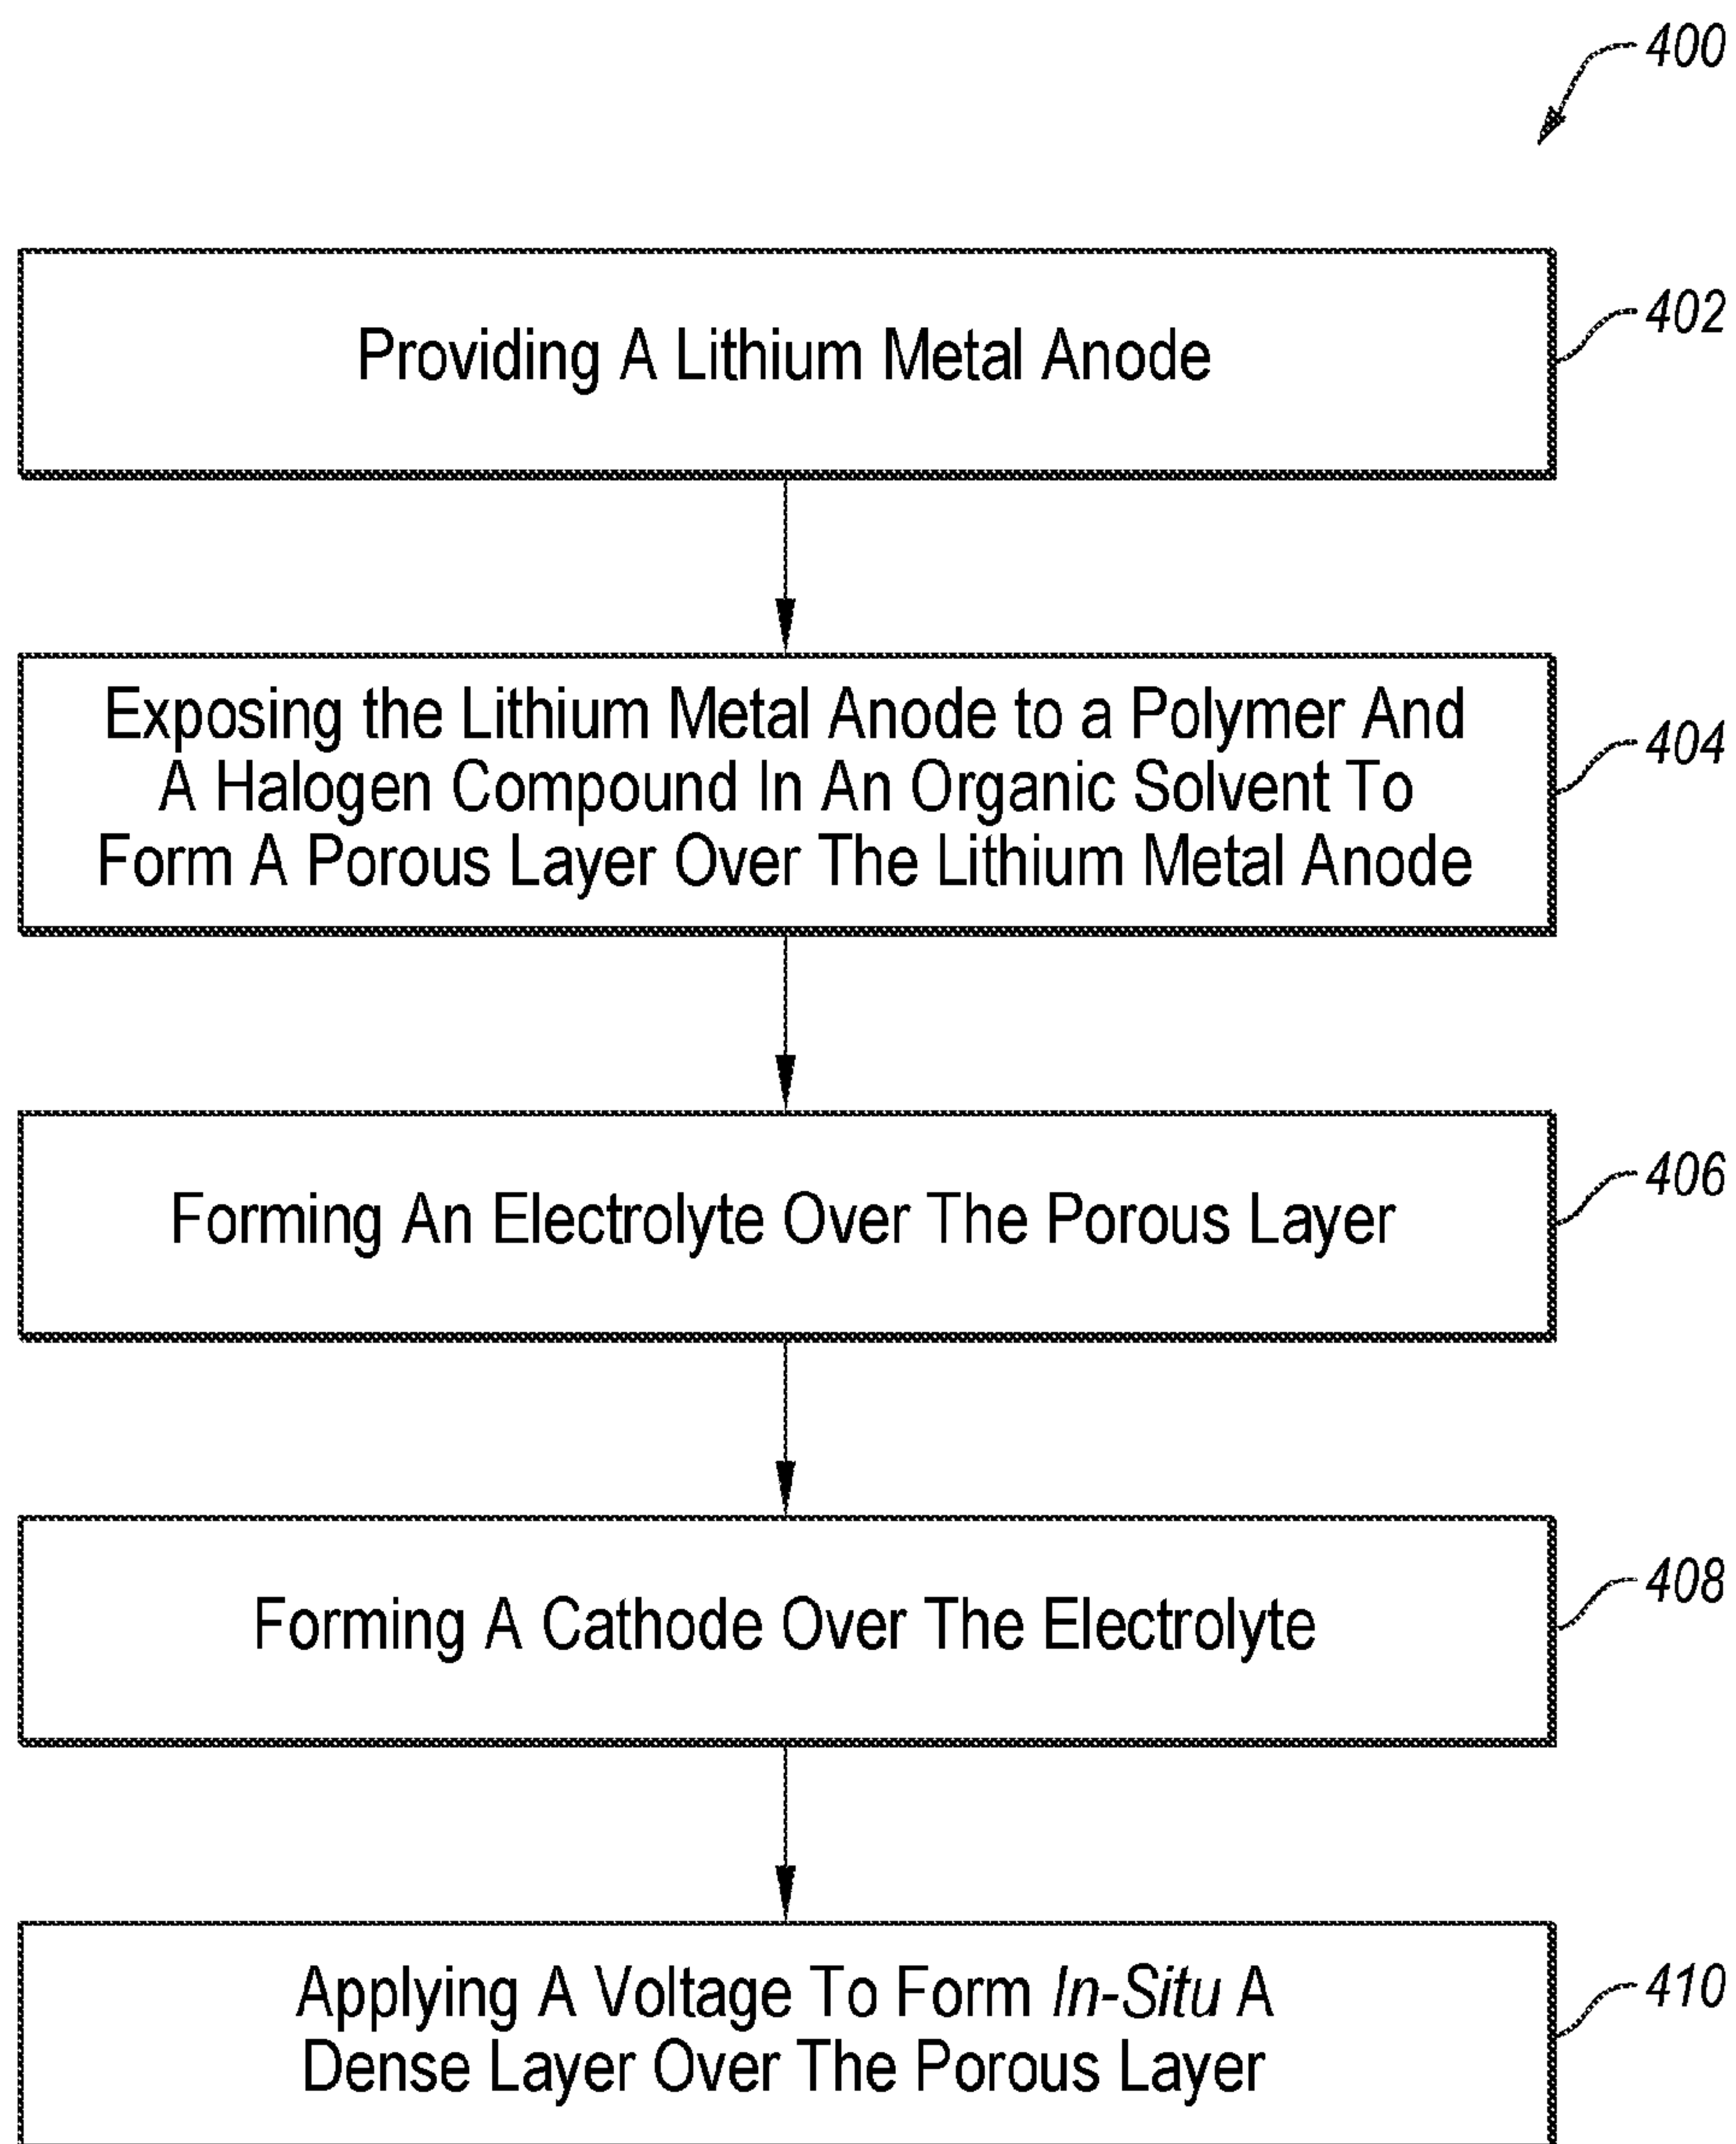 400
Providing A Lithium Metal Anode
402
Exposing the Lithium Metal Anode to a Polymer And
A Halogen Compound In An Organic Solvent To
Form A Porous Layer Over The Lithium Metal Anode
404
Forming An Electrolyte Over The Porous Layer
406
Forming A Cathode Over The Electrolyte
408
Applying A Voltage To Form In-Situ A
Dense Layer Over The Porous Layer
410